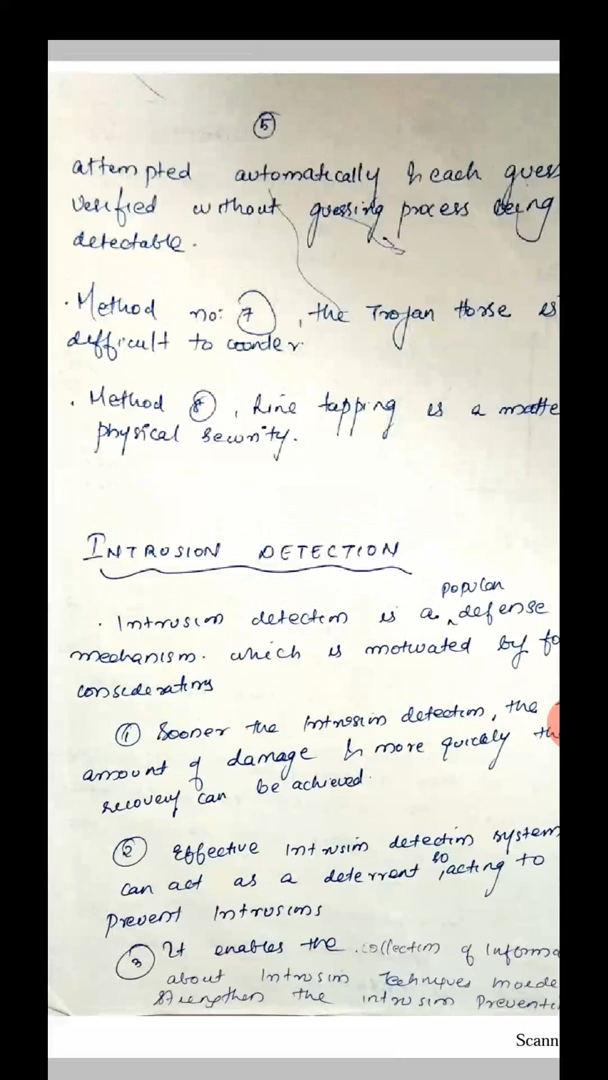 5
attempted automatically & each guess
verified without guessing process being
detectable.
· Method no: 7, the Trojan Horse is
difficult to counter.
· Method 8, Line tapping is a matte
physical security.
INTRUSION DETECTION
popular
· Intrusion detection is a defense
mechanism. which is motivated by fo
considerations
① Sooner the intrusion detection, the
amount of damage & more quickly th
recovery can be achieved.
② Effective intrusion detection system
can act as a deterrent so, acting to
prevent intrusions
③ It enables the collection of informa
about intrusion techniques
strengthen the intrusion preventi
Scann